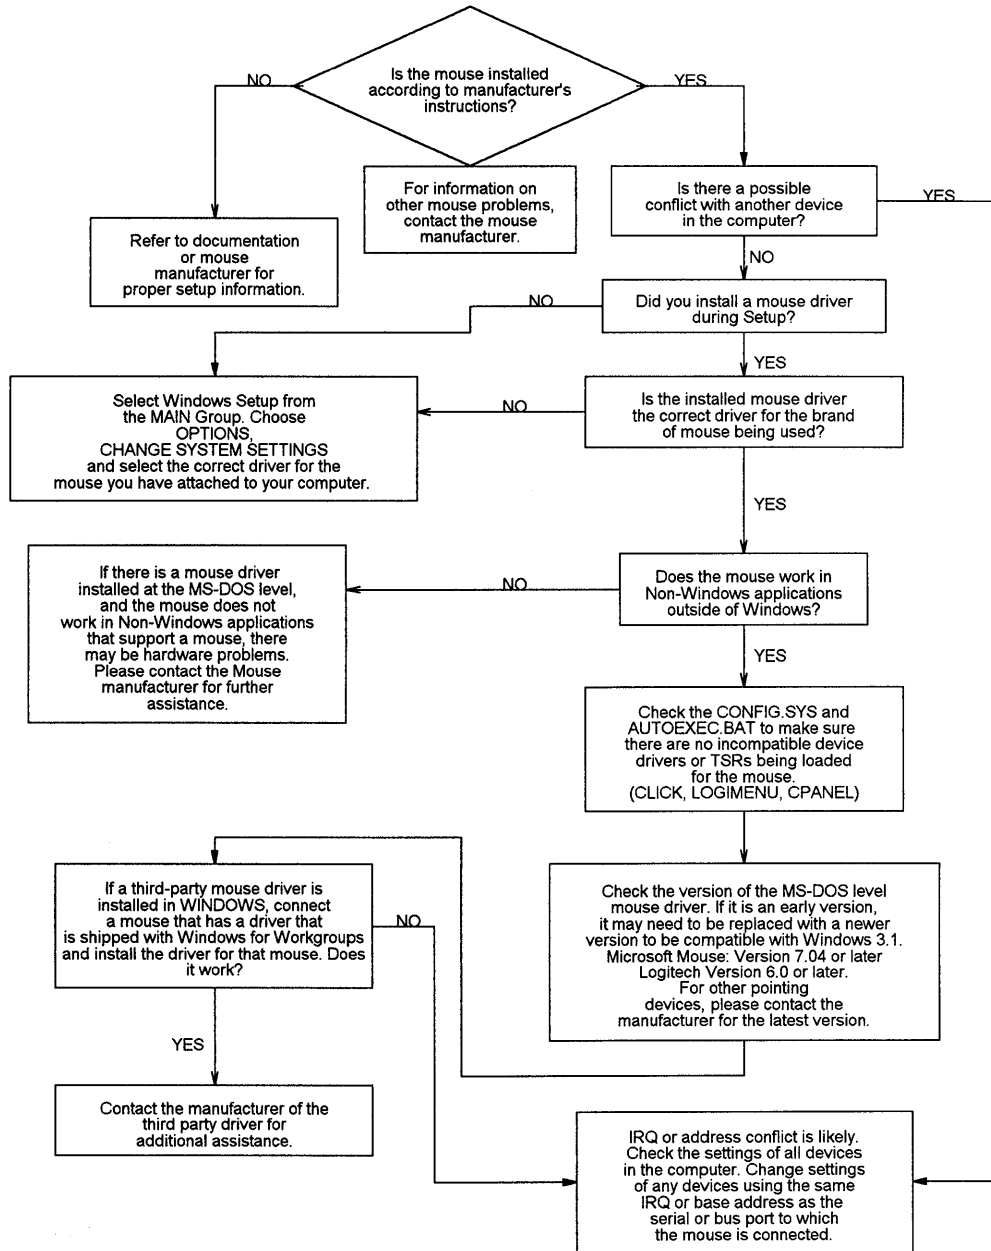 Is the mouse installed
according to manufacturer's
instructions?
NO
YES
For information on
other mouse problems,
contact the mouse
manufacturer.
Is there a possible
conflict with another device
in the computer?
YES
Refer to documentation
or mouse
manufacturer for
proper setup information.
NO
Did you install a mouse driver
during Setup?
NO
YES
Select Windows Setup from
the MAIN Group. Choose
OPTIONS,
CHANGE SYSTEM SETTINGS
and select the correct driver for the
mouse you have attached to your computer.
NO
Is the installed mouse driver
the correct driver for the brand
of mouse being used?
YES
If there is a mouse driver
installed at the MS-DOS level,
and the mouse does not
work in Non-Windows applications
that support a mouse, there
may be hardware problems.
Please contact the Mouse
manufacturer for further
assistance.
NO
Does the mouse work in
Non-Windows applications
outside of Windows?
YES
Check the CONFIG.SYS and
AUTOEXEC.BAT to make sure
there are no incompatible device
drivers or TSRs being loaded
for the mouse.
(CLICK, LOGIMENU, CPANEL)
If a third-party mouse driver is
installed in WINDOWS, connect
a mouse that has a driver that
is shipped with Windows for Workgroups
and install the driver for that mouse. Does
it work?
NO
Check the version of the MS-DOS level
mouse driver. If it is an early version,
it may need to be replaced with a newer
version to be compatible with Windows 3.1.
Microsoft Mouse: Version 7.04 or later
Logitech Version 6.0 or later.
For other pointing
devices, please contact the
manufacturer for the latest version.
YES
Contact the manufacturer of the
third party driver for
additional assistance.
IRQ or address conflict is likely.
Check the settings of all devices
in the computer. Change settings
of any devices using the same
IRQ or base address as the
serial or bus port to which
the mouse is connected.